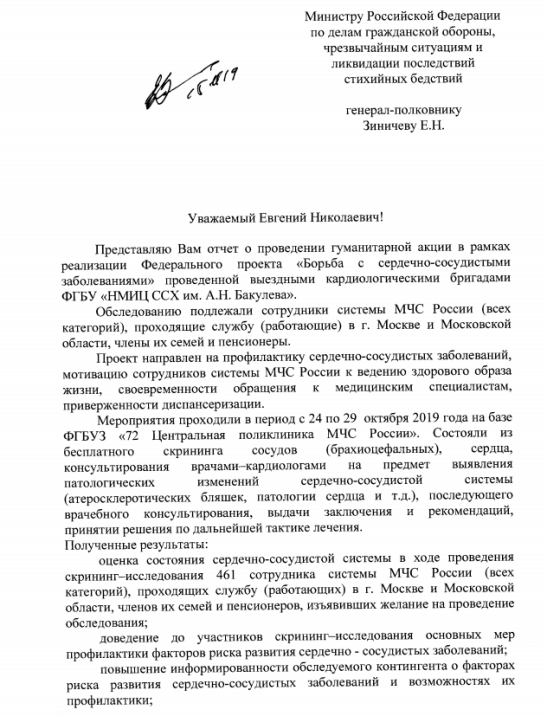 Министру Российской Федерации
по делам гражданской обороны,
чрезвычайным ситуациям и
ликвидации последствий
стихийных бедствий
генерал-полковнику
Зиничеву Е.Н.
Уважаемый Евгений Николаевич!
Представляю Вам отчет о проведении гуманитарной акции в рамках
реализации Федерального проекта «Борьба с сердечно-сосудистыми
заболеваниями» проведенной выездными кардиологическими бригадами
ФГБУ «НМИЦ ССХ им. А.Н. Бакулева».
Обследованию подлежали сотрудники системы МЧС России (всех
категорий), проходящие службу (работающие) в г. Москве и Московской
области, члены их семей и пенсионеры.
Проект направлен на профилактику сердечно-сосудистых заболеваний,
мотивацию сотрудников системы МЧС России к ведению здорового образа
жизни, своевременности обращения к медицинским специалистам,
приверженности диспансеризации.
Мероприятия проходили в период с 24 по 29 октября 2019 года на базе
ФГБУЗ «72 Центральная поликлиника МЧС России». Состояли из
бесплатного скрининга сосудов (брахиоцефальных), сердца,
консультирования врачами–кардиологами на предмет выявления
патологических изменений сердечно-сосудистой системы
(атеросклеротических бляшек, патологии сердца и т.д.), последующего
врачебного консультирования, выдачи заключения и рекомендаций,
принятии решения по дальнейшей тактике лечения.
Полученные результаты:
оценка состояния сердечно-сосудистой системы в ходе проведения
скрининг–исследования 461 сотрудника системы МЧС России (всех
категорий), проходящих службу (работающих) в г. Москве и Московской
области, членов их семей и пенсионеров, изъявивших желание на проведение
обследования;
доведение до участников скрининг–исследования основных мер
профилактики факторов риска развития сердечно - сосудистых заболеваний;
повышение информированности обследуемого контингента о факторах
риска развития сердечно-сосудистых заболеваний и возможностях их
профилактики;